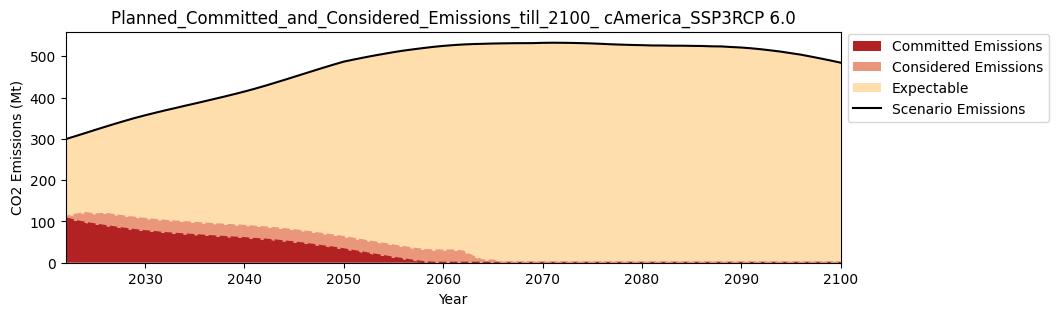 Planned_Committed_and_Considered_Emissions_till_2100_ cAmerica_SSP3RCP 6.0
CO2 Emissions (Mt)
500
400
300
200
100
0
2030 2040 2050 2060 2070 2080 2090 2100
Year
Committed Emissions
Considered Emissions
Expectable
Scenario Emissions